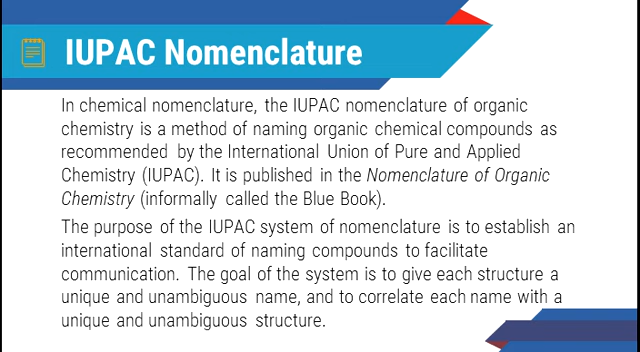 IUPAC Nomenclature
In chemical nomenclature, the IUPAC nomenclature of organic
chemistry is a method of naming organic chemical compounds as
recommended by the International Union of Pure and Applied
Chemistry (IUPAC). It is published in the Nomenclature of Organic
Chemistry (informally called the Blue Book).
The purpose of the IUPAC system of nomenclature is to establish an
international standard of naming compounds to facilitate
communication. The goal of the system is to give each structure a
unique and unambiguous name, and to correlate each name with a
unique and unambiguous structure.